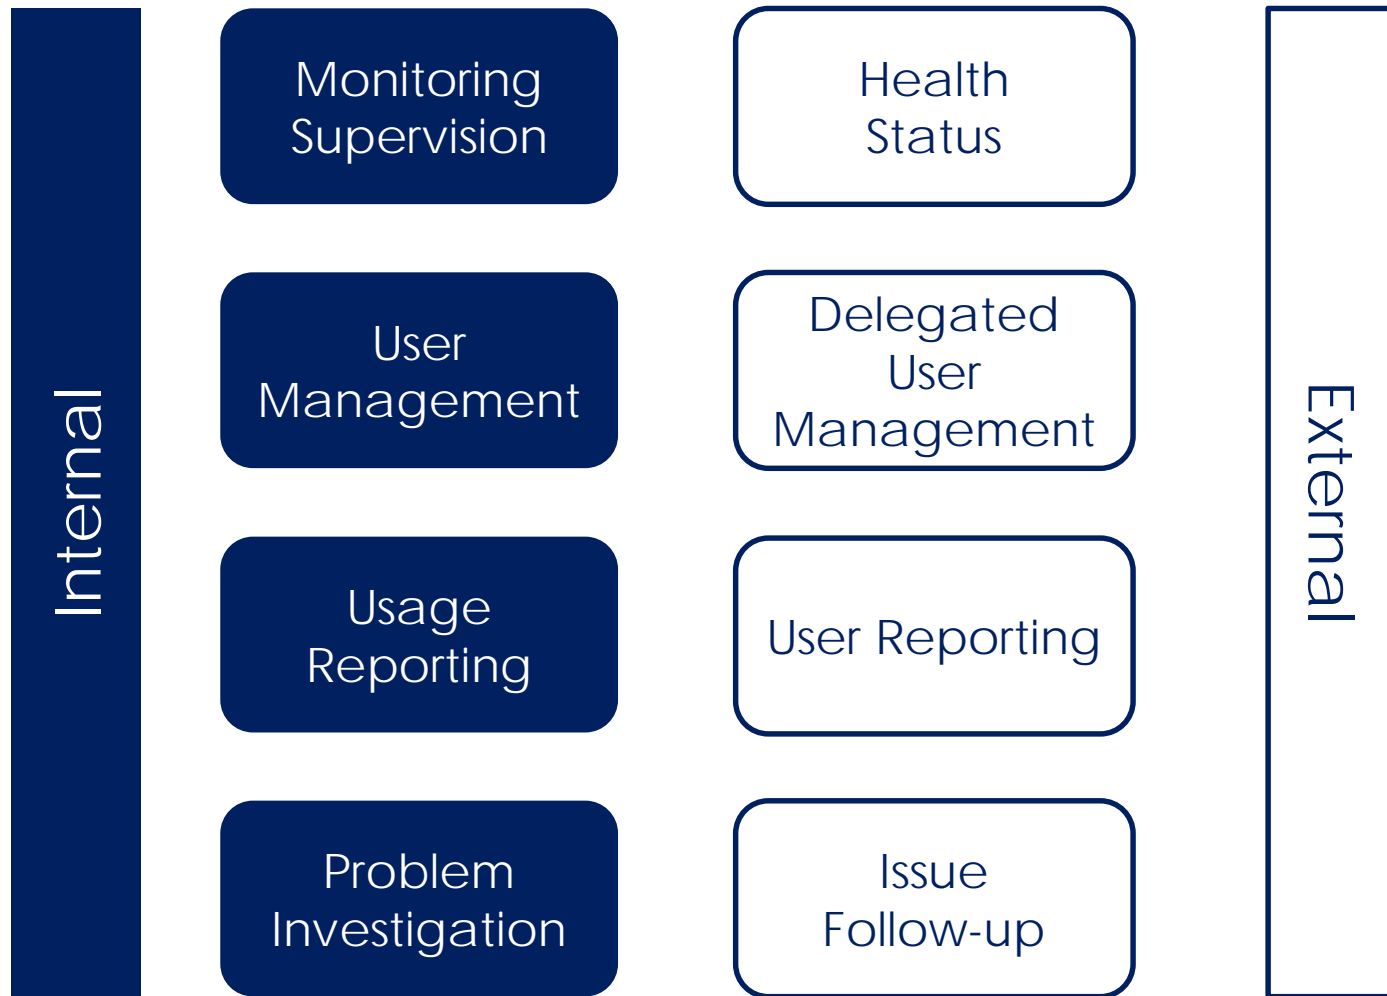 Internal
Monitoring
Supervision
Health
Status
User
Management
Delegated
User
Management
Usage
Reporting
User Reporting
Problem
Investigation
Issue
Follow-up
External